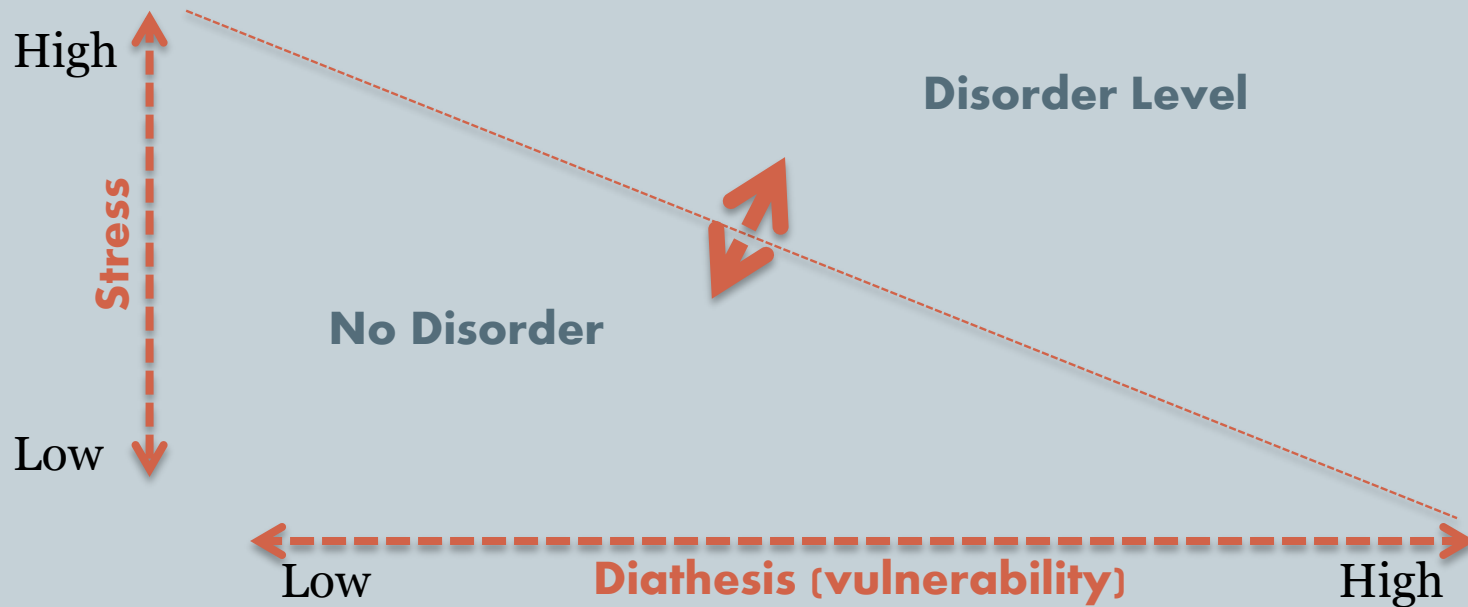 High
Disorder Level
Stress
No Disorder
Low
Low
Diathesis (vulnerability)
High